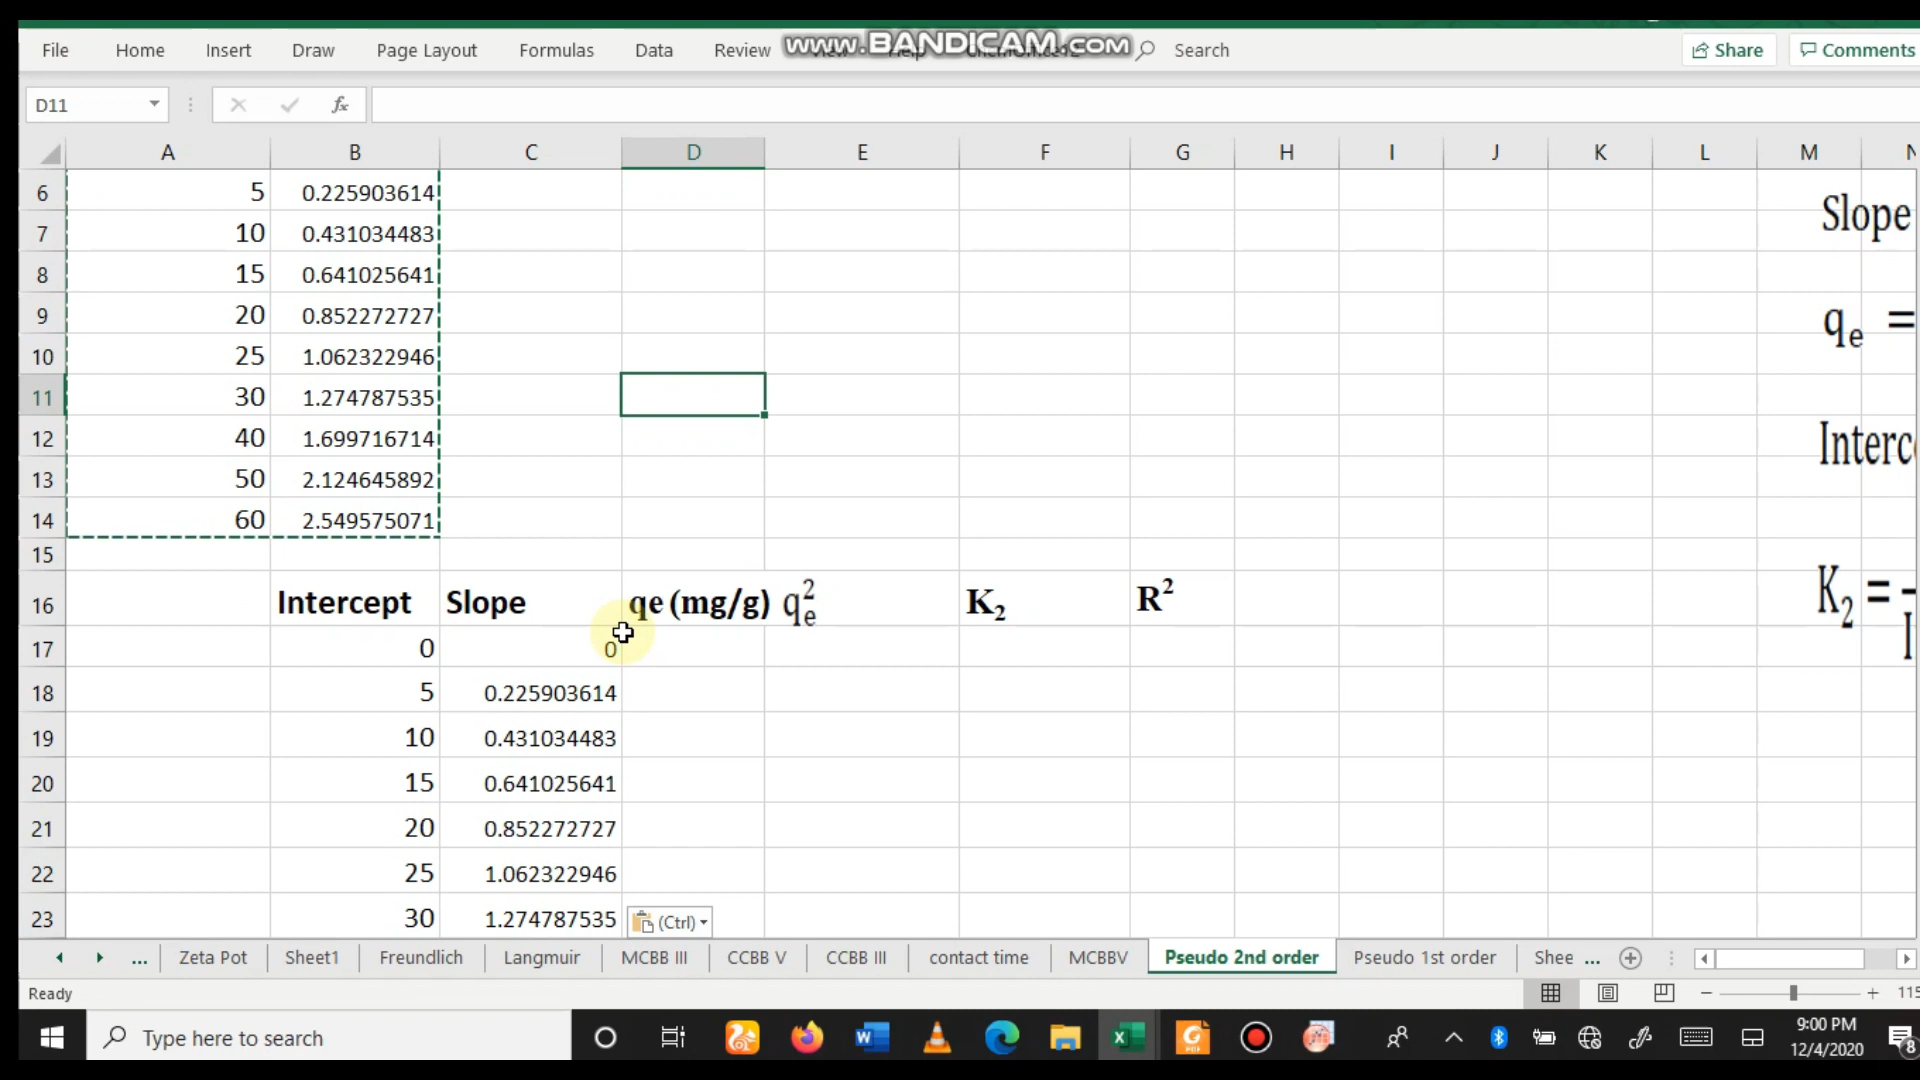 www.BANDICAM.com
File Home Insert Draw Page Layout Formulas Data Review Help Search Share Comments
D11 fx
A B C D E F G H I J K L M N
6 5 0.225903614 Slope
7 10 0.431034483
8 15 0.641025641
9 20 0.852272727 qe =
10 25 1.062322946
11 30 1.274787535
12 40 1.699716714
13 50 2.124645892
14 60 2.549575071
15
16 Intercept Slope qe (mg/g) qe2 K2 R2 K2 =
17 0 0
18 5 0.225903614
19 10 0.431034483
20 15 0.641025641
21 20 0.852272727
22 25 1.062322946
23 30 1.274787535 (Ctrl)
... Zeta Pot Sheet1 Freundlich Langmuir MCBB III CCBB V CCBB III contact time MCBBV Pseudo 2nd order Pseudo 1st order Shee ...
Ready 115
Type here to search 9:00 PM
12/4/2020 8